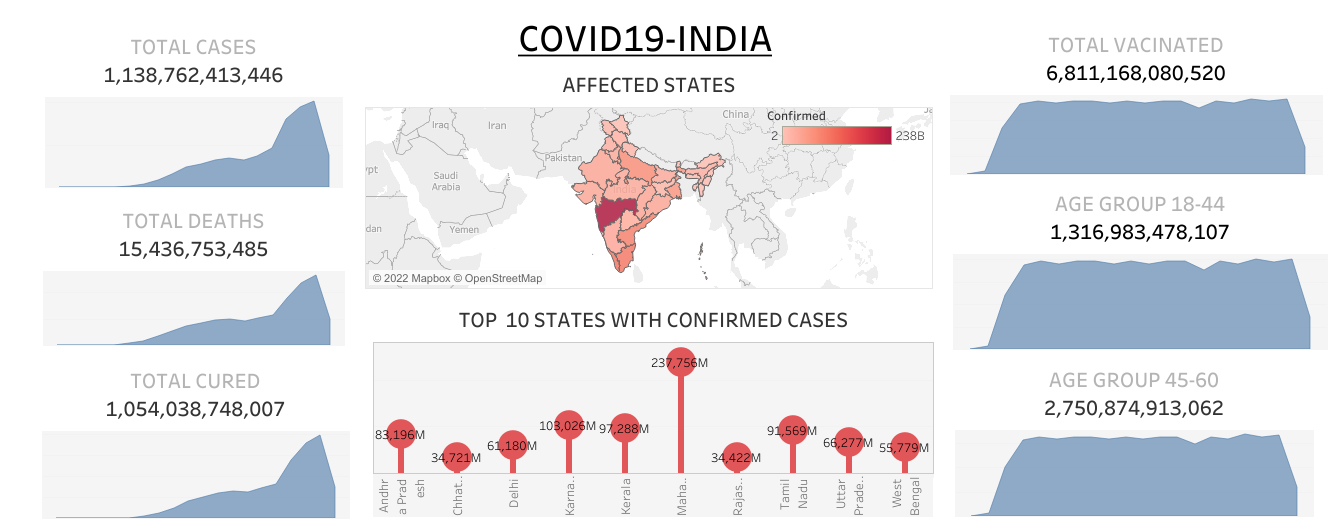 COVID19-INDIA
TOTAL CASES
1,138,762,413,446
TOTAL DEATHS
15,436,753,485
TOTAL CURED
1,054,038,748,007
AFFECTED STATES
Confirmed
2
238B
China
Iraq
Iran
Pakistan
Saudi
Arabia
Yemen
ypt
dan
© 2022 Mapbox © OpenStreetMap
TOP 10 STATES WITH CONFIRMED CASES
83,196M
34,721M
61,180M
103,026M
97,288M
237,756M
34,422M
91,569M
66,277M
55,779M
Andhr
a Prad
esh
Chhat..
Delhi
Karna..
Kerala
Maha..
Rajas..
Tamil
Nadu
Uttar
Prade..
West
Bengal
TOTAL VACINATED
6,811,168,080,520
AGE GROUP 18-44
1,316,983,478,107
AGE GROUP 45-60
2,750,874,913,062